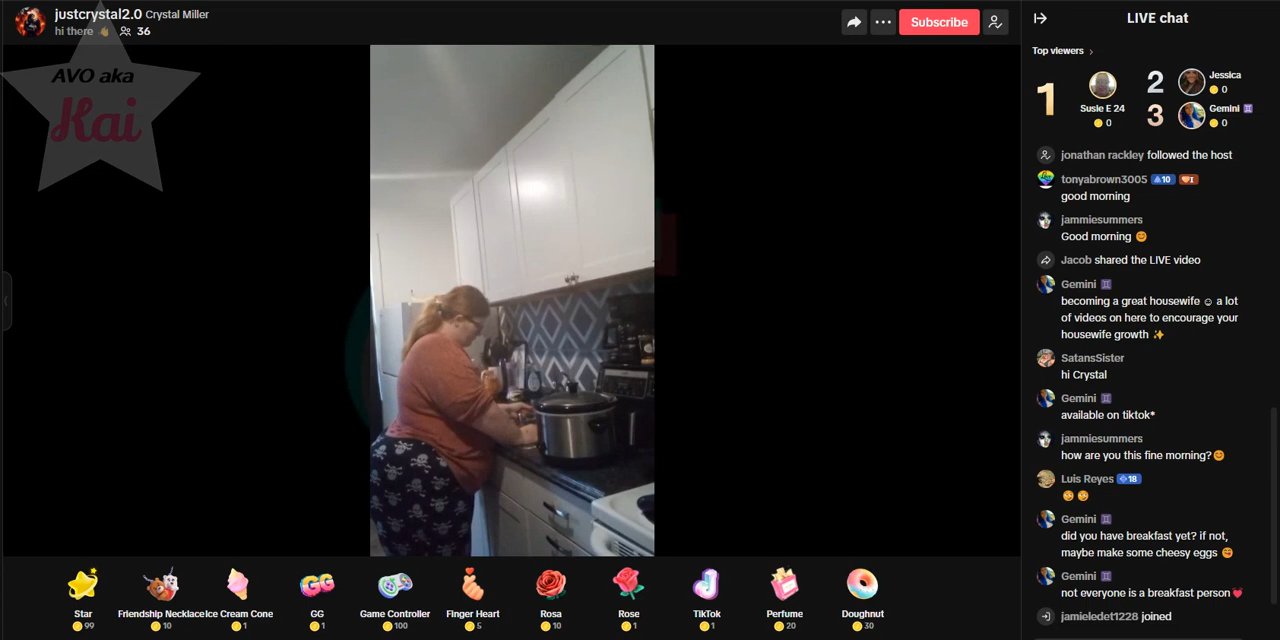 justcrystal2.0 Crystal Miller
hi there 👋 36
Subscribe
LIVE chat
AVO aka
Kai
Top viewers
1
Susie E 24
0
2
Jessica
0
3
Gemini ♊
0
jonathan rackley followed the host
tonyabrown3005 10 I
good morning
jammiesummers
Good morning 😊
Jacob shared the LIVE video
Gemini ♊
becoming a great housewife ☺ a lot
of videos on here to encourage your
housewife growth ✨
SatansSister
hi Crystal
Gemini ♊
available on tiktok*
jammiesummers
how are you this fine morning?😊
Luis Reyes 18
Gemini ♊
did you have breakfast yet? if not,
maybe make some cheesy eggs 🥰
Gemini ♊
not everyone is a breakfast person💓
jamieledet1228 joined
GG
Star
Friendship Necklace
Ice Cream Cone
GG
Game Controller
Finger Heart
Rosa
Rose
TikTok
Perfume
Doughnut
99
10
1
1
100
5
10
1
1
20
30